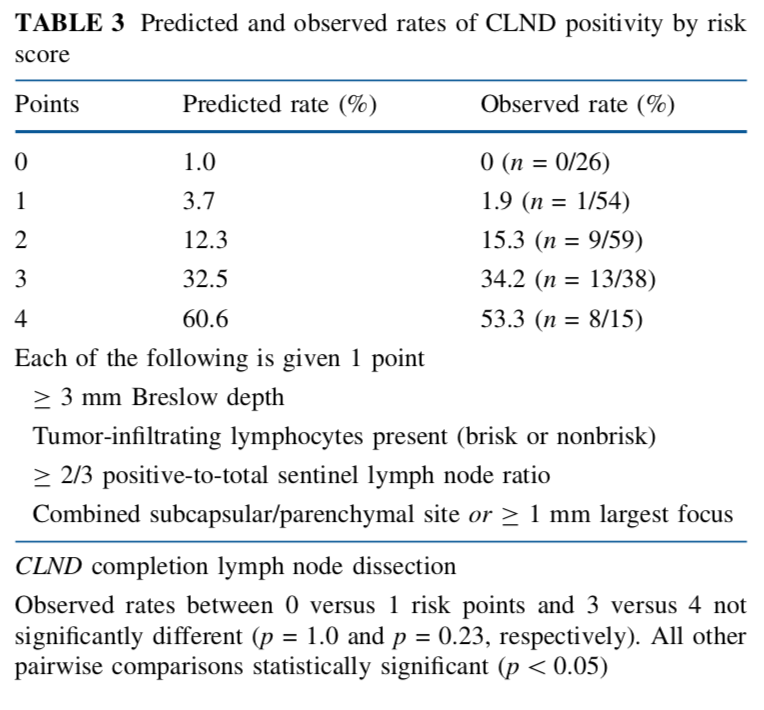 TABLE 3 Predicted and observed rates of CLND positivity by risk
score
Points Predicted rate (%) Observed rate (%)
0 1.0 0 (n = 0/26)
1 3.7 1.9 (n = 1/54)
2 12.3 15.3 (n = 9/59)
3 32.5 34.2 (n = 13/38)
4 60.6 53.3 (n = 8/15)
Each of the following is given 1 point
≥ 3 mm Breslow depth
Tumor-infiltrating lymphocytes present (brisk or nonbrisk)
≥ 2/3 positive-to-total sentinel lymph node ratio
Combined subcapsular/parenchymal site or ≥ 1 mm largest focus
CLND completion lymph node dissection
Observed rates between 0 versus 1 risk points and 3 versus 4 not
significantly different (p = 1.0 and p = 0.23, respectively). All other
pairwise comparisons statistically significant (p < 0.05)